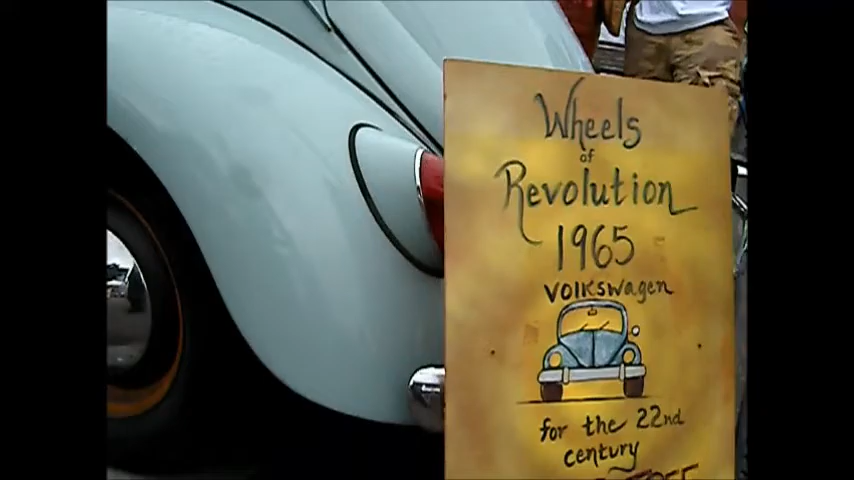 Wheels
of
Revolution
1965
Volkswagen
for the 22nd
century